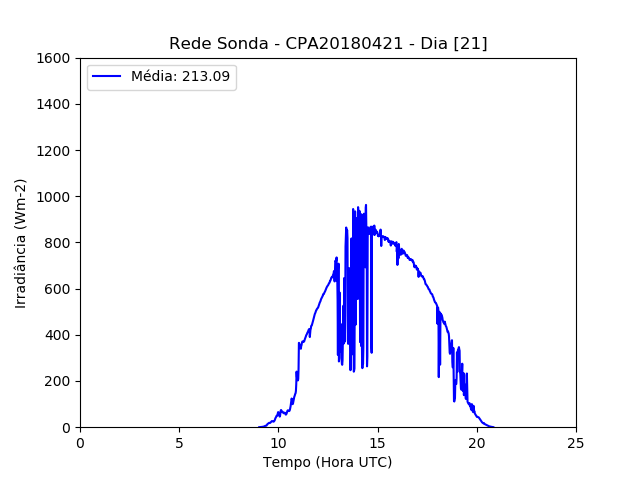 Rede Sonda - CPA20180421 - Dia [21]
Média: 213.09
1600
1400
1200
1000
800
600
400
200
0
Irradiância (Wm-2)
0 5 10 15 20 25
Tempo (Hora UTC)